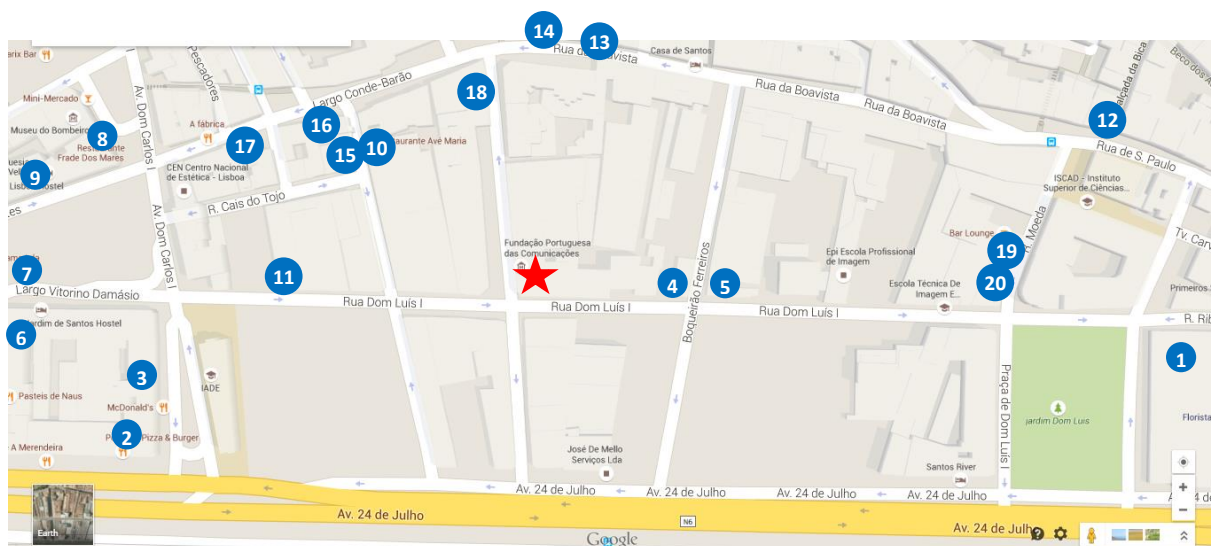 14
13
Rua da Boavista
Casa de Santos
arix Bar
Pescadores
Av. Dom Carlos I
Largo Conde-Barão
18
Rua da Boavista
Rua da Boavista
Calçada da Bica
Beco dos
Mini-Mercado
Museu do Bombeiro
8
A fábrica
16
17
15
10
Restaurante Avé Maria
12
Rua de S. Paulo
Restaurante
Frade Dos Mares
9
Lisbon Hostel
CEN Centro Nacional
de Estética - Lisboa
R. Cais do Tojo
ISCAD - Instituto
Superior de Ciências...
Av. Dom Carlos I
Fundação Portuguesa
das Comunicações
Epi Escola Profissional
de Imagem
Bar Lounge
19
R. Moeda
Tv. Carv
7
11
4
5
Boqueirão Ferreiros
Escola Técnica De
Imagem E...
20
Primeiros
Largo Vitorino Damásio
Rua Dom Luís I
Rua Dom Luís I
Rua Dom Luís I
R. Rib
6
Jardim de Santos Hostel
1
3
IADE
Pasteis de Naus
McDonald's
Praça de Dom Luís I
Jardim Dom Luis
Florista
2
Pizza & Burger
A Merendeira
José De Mello
Serviços Lda
Santos River
Av. 24 de Julho
Av. 24 de Julho
Av. 24 de Julho
Av. 24 de Julho
Av. 24 de Julho
N6
Av. 24 de Julho
Earth
Google